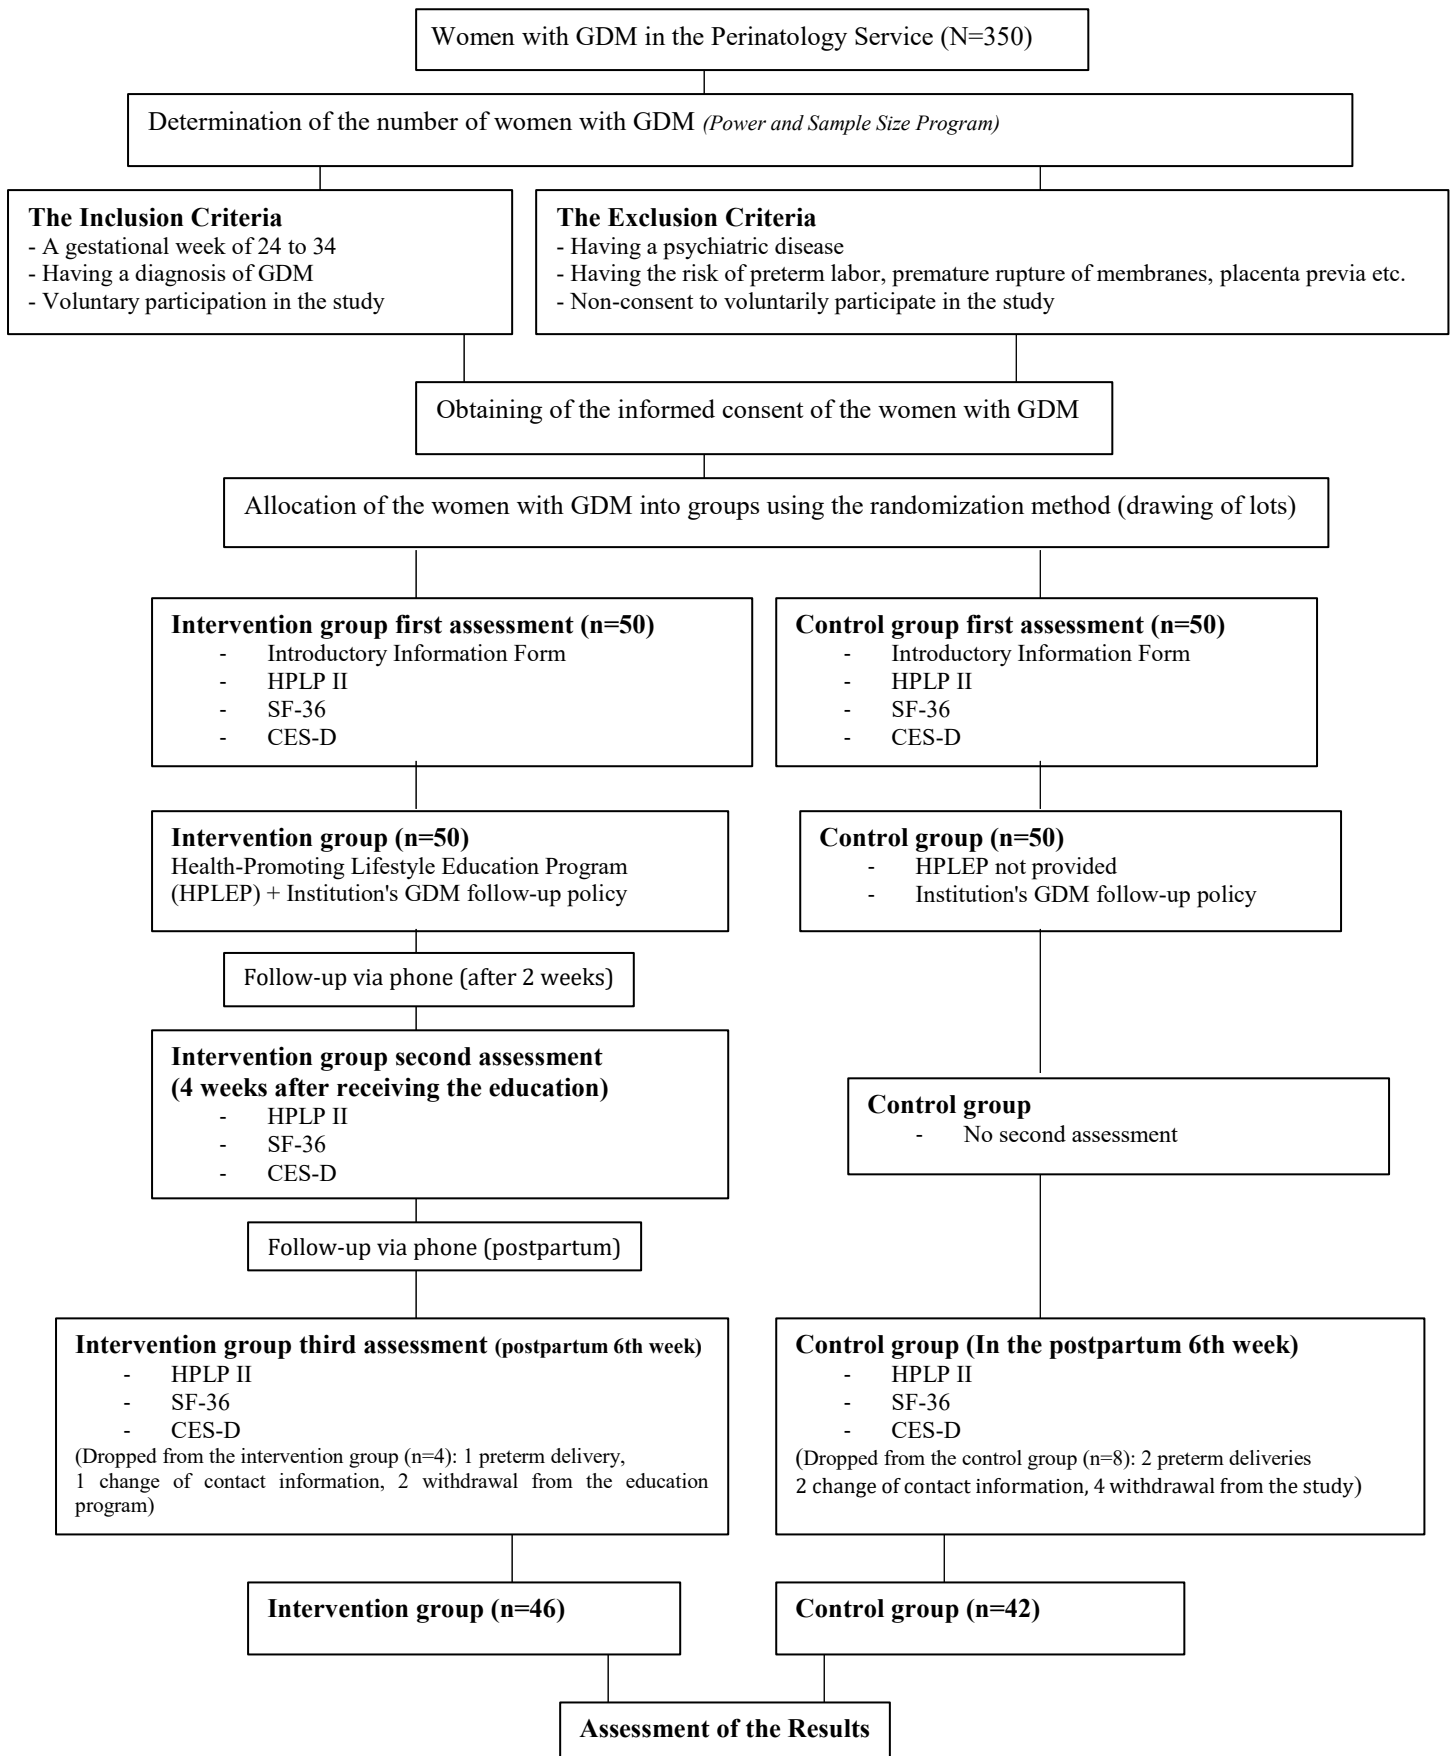 Women with GDM in the Perinatology Service (N=350)
Determination of the number of women with GDM (Power and Sample Size Program)
The Inclusion Criteria
- A gestational week of 24 to 34
- Having a diagnosis of GDM
- Voluntary participation in the study
The Exclusion Criteria
- Having a psychiatric disease
- Having the risk of preterm labor, premature rupture of membranes, placenta previa etc.
- Non-consent to voluntarily participate in the study
Obtaining of the informed consent of the women with GDM
Allocation of the women with GDM into groups using the randomization method (drawing of lots)
Intervention group first assessment (n=50)
- Introductory Information Form
- HPLP II
- SF-36
- CES-D
Control group first assessment (n=50)
- Introductory Information Form
- HPLP II
- SF-36
- CES-D
Intervention group (n=50)
Health-Promoting Lifestyle Education Program
(HPLEP) + Institution's GDM follow-up policy
Control group (n=50)
- HPLEP not provided
- Institution's GDM follow-up policy
Follow-up via phone (after 2 weeks)
Intervention group second assessment
(4 weeks after receiving the education)
- HPLP II
- SF-36
- CES-D
Control group
- No second assessment
Follow-up via phone (postpartum)
Intervention group third assessment (postpartum 6th week)
- HPLP II
- SF-36
- CES-D
(Dropped from the intervention group (n=4): 1 preterm delivery,
1 change of contact information, 2 withdrawal from the education
program)
Control group (In the postpartum 6th week)
- HPLP II
- SF-36
- CES-D
(Dropped from the control group (n=8): 2 preterm deliveries
2 change of contact information, 4 withdrawal from the study)
Intervention group (n=46)
Control group (n=42)
Assessment of the Results